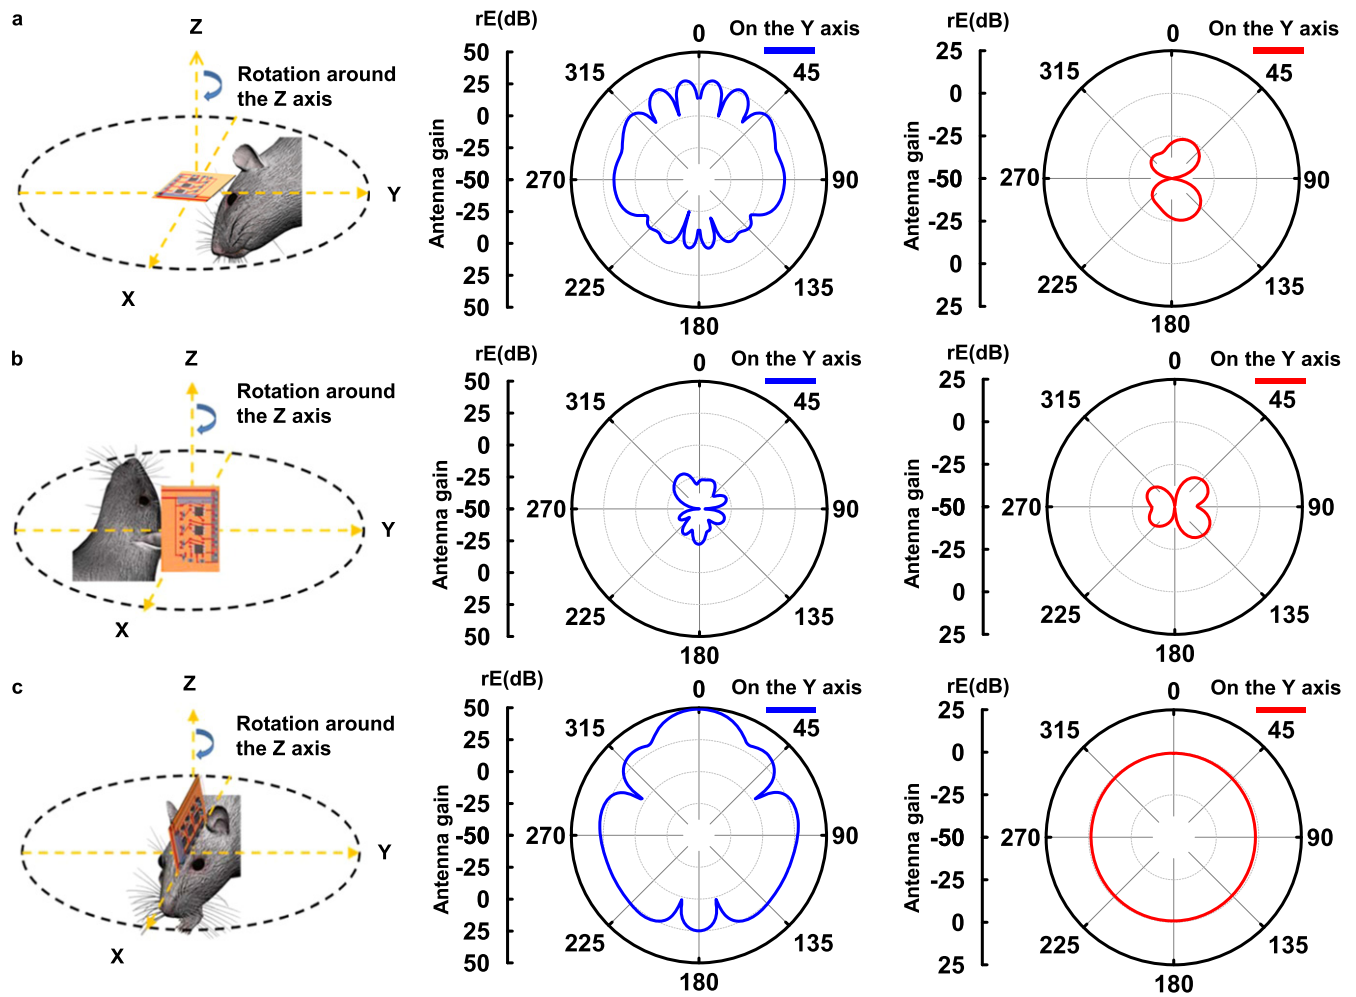 a
Z
Rotation around
the Z axis
Y
X
rE(dB)
On the Y axis
Antenna gain
50
25
0
-25
-50
-25
0
25
50
0
45
90
135
180
225
270
315
rE(dB)
On the Y axis
Antenna gain
25
0
-25
-50
-25
0
25
0
45
90
135
180
225
270
315
b
Z
Rotation around
the Z axis
Y
X
rE(dB)
On the Y axis
Antenna gain
50
25
0
-25
-50
-25
0
25
50
0
45
90
135
180
225
270
315
rE(dB)
On the Y axis
Antenna gain
25
0
-25
-50
-25
0
25
0
45
90
135
180
225
270
315
c
Z
Rotation around
the Z axis
Y
X
rE(dB)
On the Y axis
Antenna gain
50
25
0
-25
-50
-25
0
25
50
0
45
90
135
180
225
270
315
rE(dB)
On the Y axis
Antenna gain
25
0
-25
-50
-25
0
25
0
45
90
135
180
225
270
315